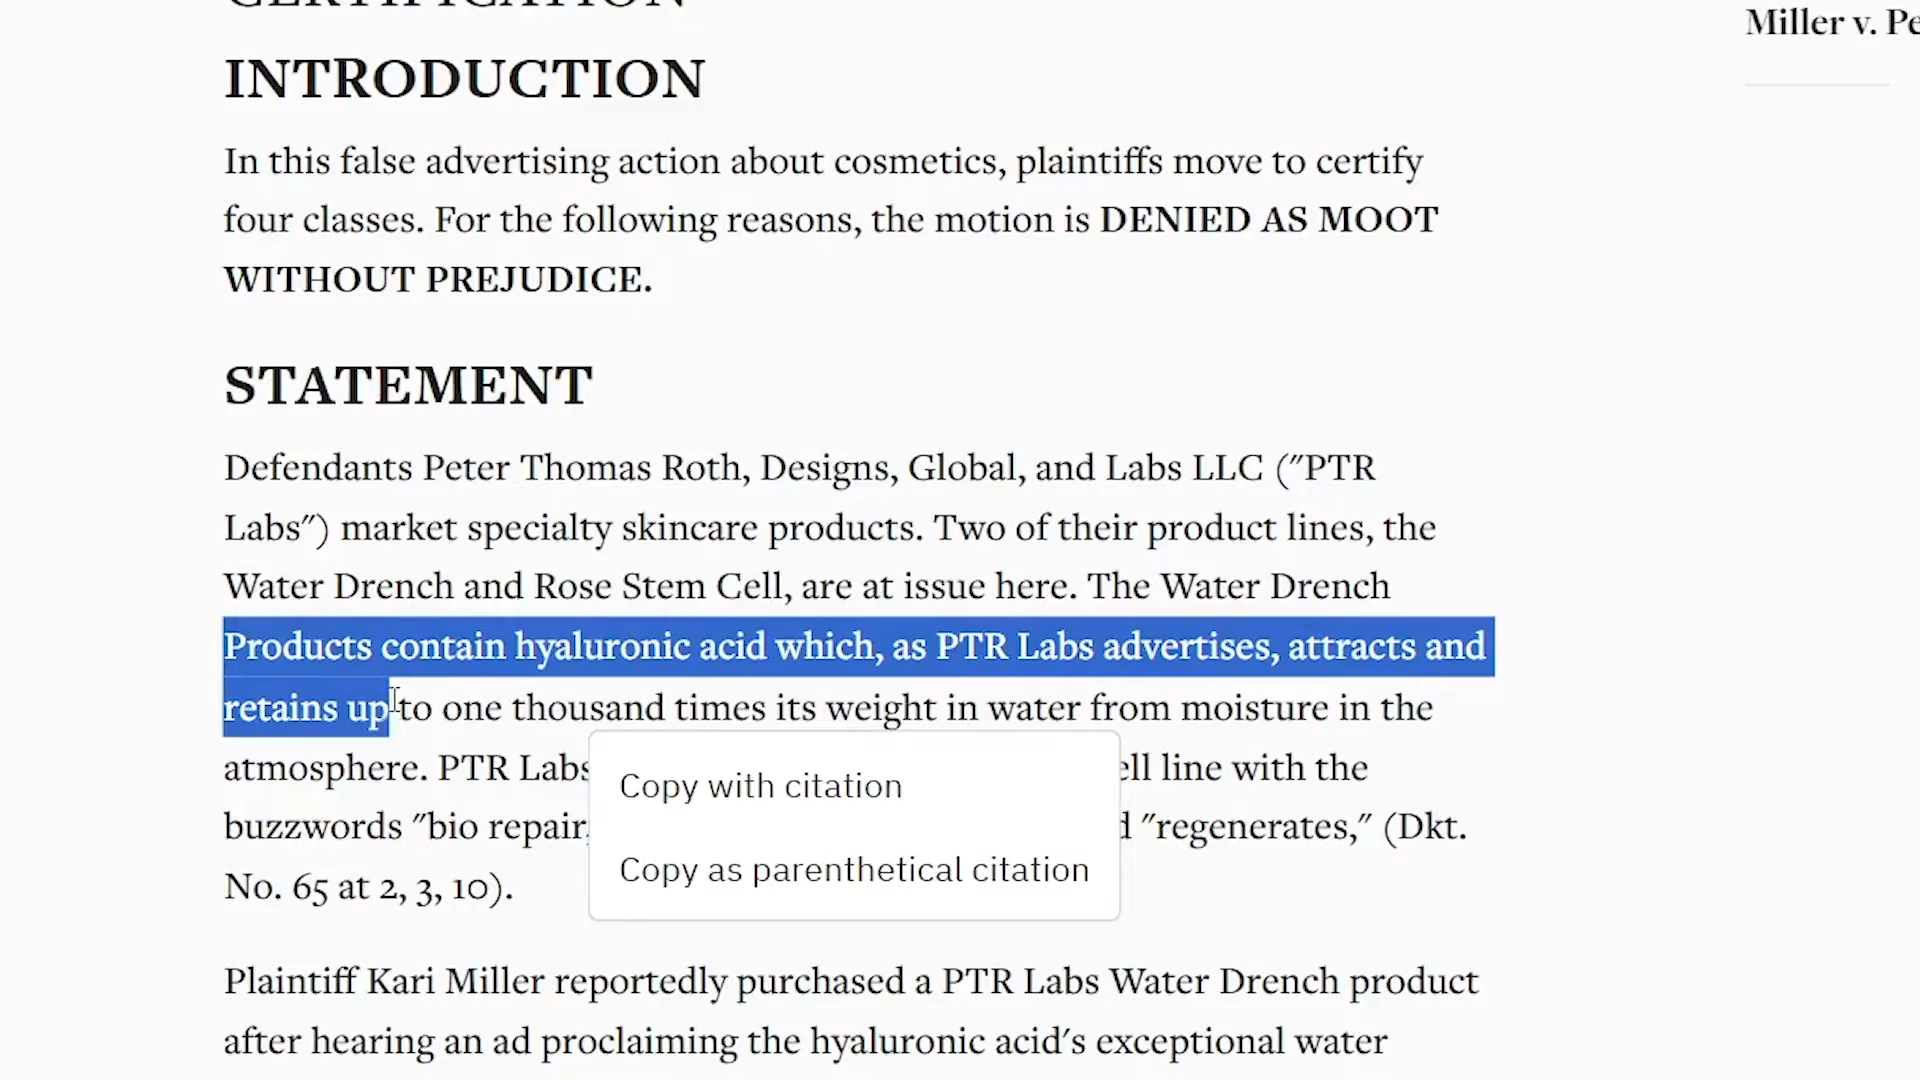 CERTIFICATION
Miller v. Pe
INTRODUCTION
In this false advertising action about cosmetics, plaintiffs move to certify
four classes. For the following reasons, the motion is DENIED AS MOOT
WITHOUT PREJUDICE.
STATEMENT
Defendants Peter Thomas Roth, Designs, Global, and Labs LLC ("PTR
Labs") market specialty skincare products. Two of their product lines, the
Water Drench and Rose Stem Cell, are at issue here. The Water Drench
Products contain hyaluronic acid which, as PTR Labs advertises, attracts and
retains up to one thousand times its weight in water from moisture in the
atmosphere. PTR Labs ell line with the
buzzwords "bio repair, d "regenerates," (Dkt.
No. 65 at 2, 3, 10).
Copy with citation
Copy as parenthetical citation
Plaintiff Kari Miller reportedly purchased a PTR Labs Water Drench product
after hearing an ad proclaiming the hyaluronic acid's exceptional water